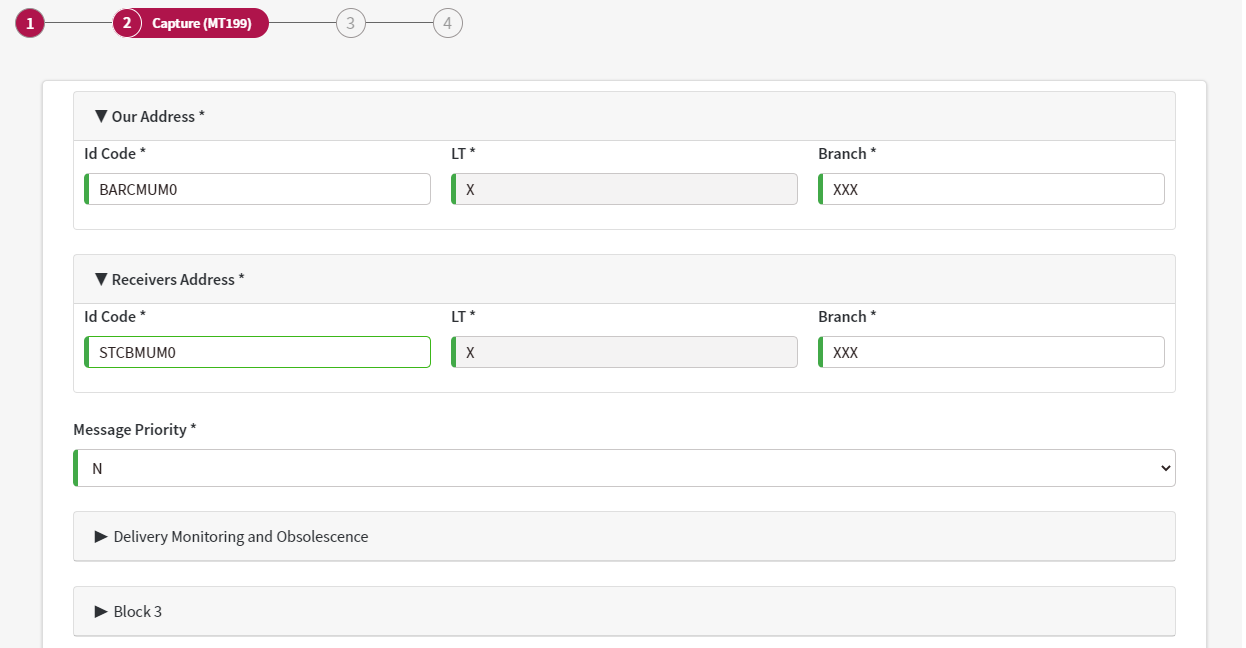 1 2 Capture (MT199) 3 4
▼ Our Address *
Id Code * LT * Branch *
BARCMUM0 X XXX
▼ Receivers Address *
Id Code * LT * Branch *
STCBMUM0 X XXX
Message Priority *
N
▶ Delivery Monitoring and Obsolescence
▶ Block 3